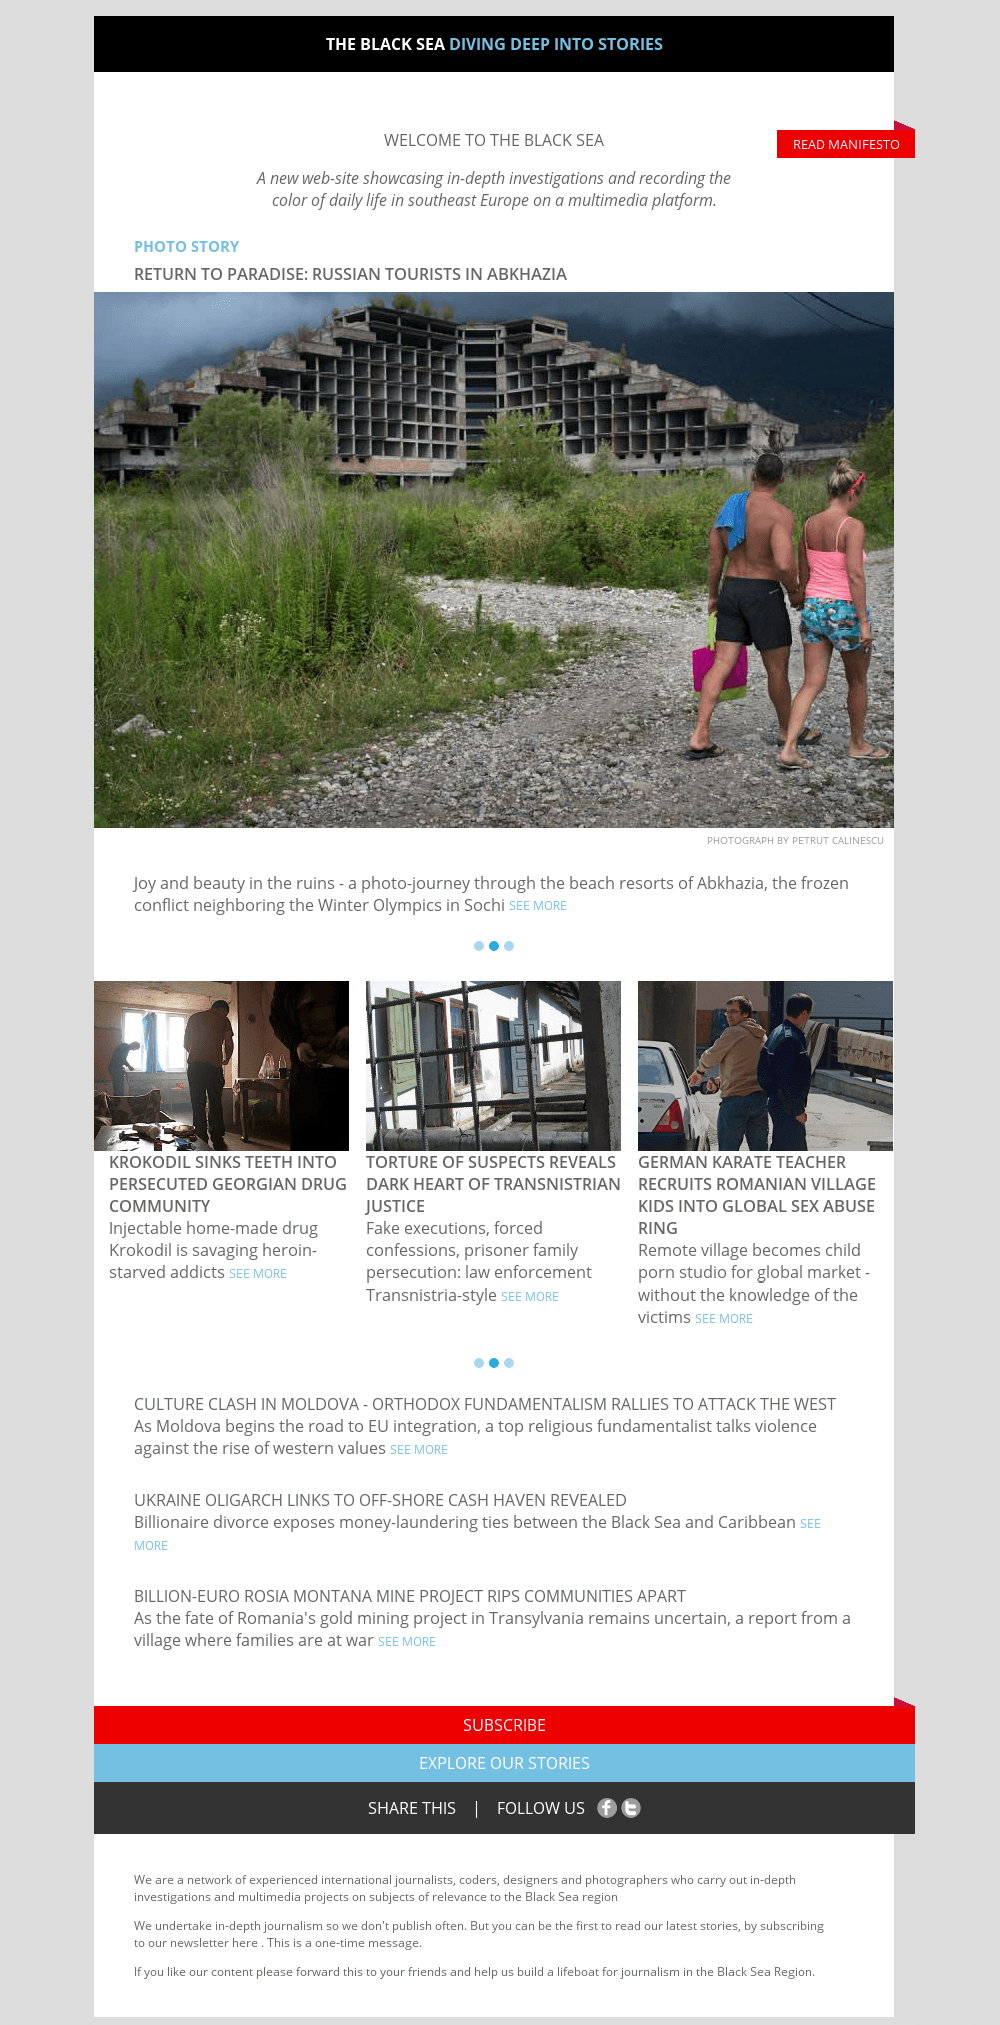 THE BLACK SEA DIVING DEEP INTO STORIES
WELCOME TO THE BLACK SEA
READ MANIFESTO
A new web-site showcasing in-depth investigations and recording the
color of daily life in southeast Europe on a multimedia platform.
PHOTO STORY
RETURN TO PARADISE: RUSSIAN TOURISTS IN ABKHAZIA
PHOTOGRAPH BY PETRUT CALINESCU
Joy and beauty in the ruins - a photo-journey through the beach resorts of Abkhazia, the frozen
conflict neighboring the Winter Olympics in Sochi SEE MORE
KROKODIL SINKS TEETH INTO
PERSECUTED GEORGIAN DRUG
COMMUNITY
Injectable home-made drug
Krokodil is savaging heroin-
starved addicts SEE MORE
TORTURE OF SUSPECTS REVEALS
DARK HEART OF TRANSNISTRIAN
JUSTICE
Fake executions, forced
confessions, prisoner family
persecution: law enforcement
Transnistria-style SEE MORE
GERMAN KARATE TEACHER
RECRUITS ROMANIAN VILLAGE
KIDS INTO GLOBAL SEX ABUSE
RING
Remote village becomes child
porn studio for global market -
without the knowledge of the
victims SEE MORE
CULTURE CLASH IN MOLDOVA - ORTHODOX FUNDAMENTALISM RALLIES TO ATTACK THE WEST
As Moldova begins the road to EU integration, a top religious fundamentalist talks violence
against the rise of western values SEE MORE
UKRAINE OLIGARCH LINKS TO OFF-SHORE CASH HAVEN REVEALED
Billionaire divorce exposes money-laundering ties between the Black Sea and Caribbean SEE
MORE
BILLION-EURO ROSIA MONTANA MINE PROJECT RIPS COMMUNITIES APART
As the fate of Romania's gold mining project in Transylvania remains uncertain, a report from a
village where families are at war SEE MORE
SUBSCRIBE
EXPLORE OUR STORIES
SHARE THIS | FOLLOW US
We are a network of experienced international journalists, coders, designers and photographers who carry out in-depth
investigations and multimedia projects on subjects of relevance to the Black Sea region
We undertake in-depth journalism so we don't publish often. But you can be the first to read our latest stories, by subscribing
to our newsletter here . This is a one-time message.
If you like our content please forward this to your friends and help us build a lifeboat for journalism in the Black Sea Region.